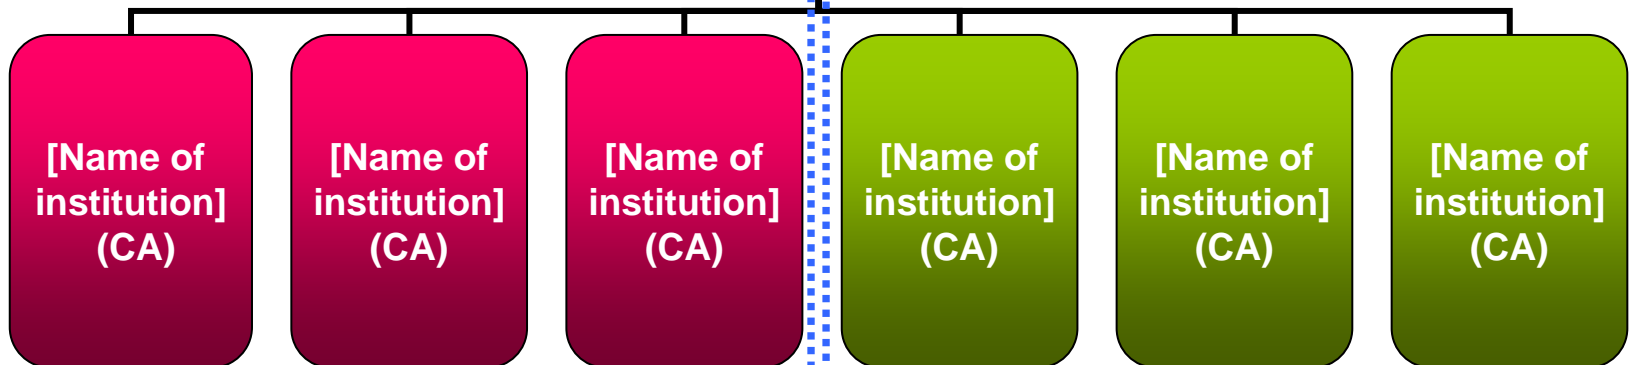 [Name of
institution]
(CA)
[Name of
institution]
(CA)
[Name of
institution]
(CA)
[Name of
institution]
(CA)
[Name of
institution]
(CA)
[Name of
institution]
(CA)